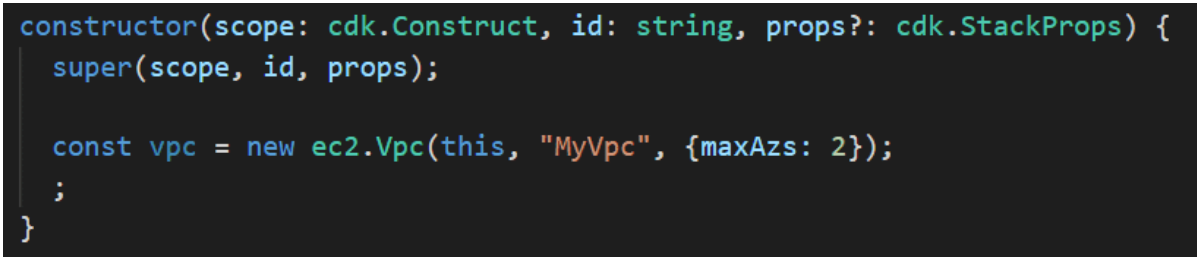 constructor(scope: cdk.Construct, id: string, props?: cdk.StackProps) {
  super(scope, id, props);

  const vpc = new ec2.Vpc(this, "MyVpc", {maxAzs: 2});
  ;
}